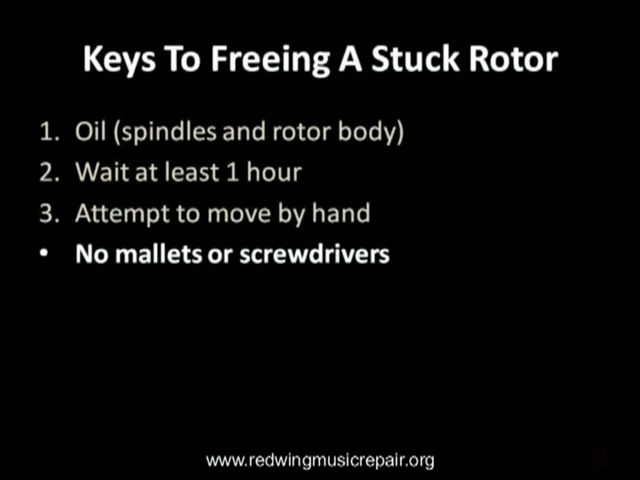 Keys To Freeing A Stuck Rotor
1. Oil (spindles and rotor body)
2. Wait at least 1 hour
3. Attempt to move by hand
• No mallets or screwdrivers
www.redwingmusicrepair.org